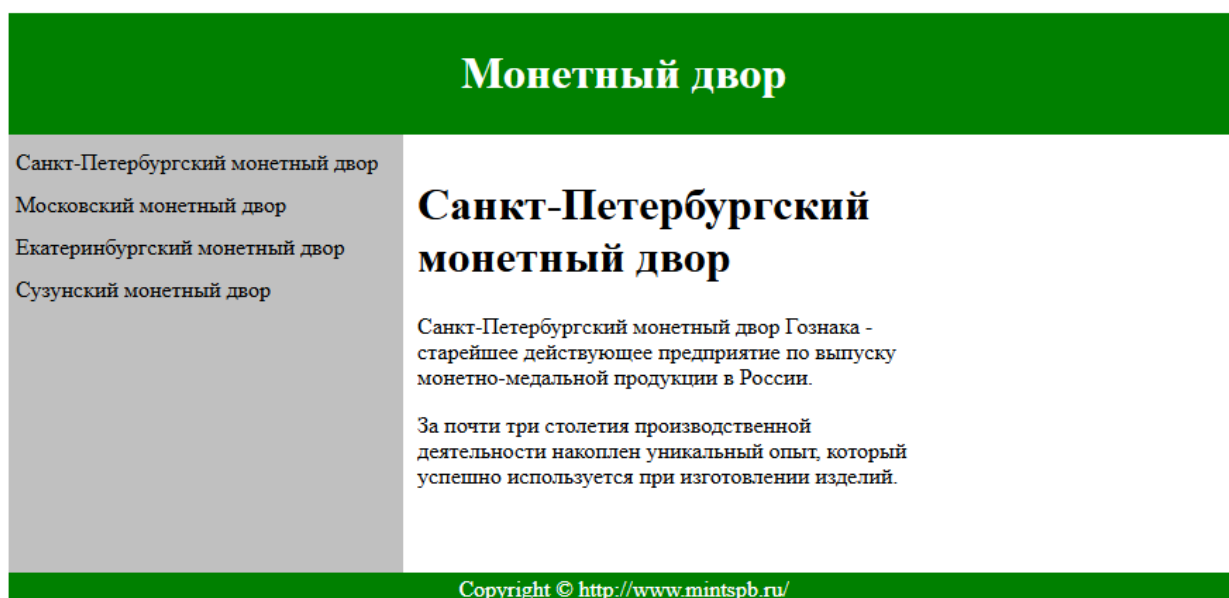 Монетный двор
Санкт-Петербургский монетный двор
Московский монетный двор
Екатеринбургский монетный двор
Сузунский монетный двор
Санкт-Петербургский
монетный двор
Санкт-Петербургский монетный двор Гознака -
старейшее действующее предприятие по выпуску
монетно-медальной продукции в России.
За почти три столетия производственной
деятельности накоплен уникальный опыт, который
успешно используется при изготовлении изделий.
Copyright © http://www.mintspb.ru/